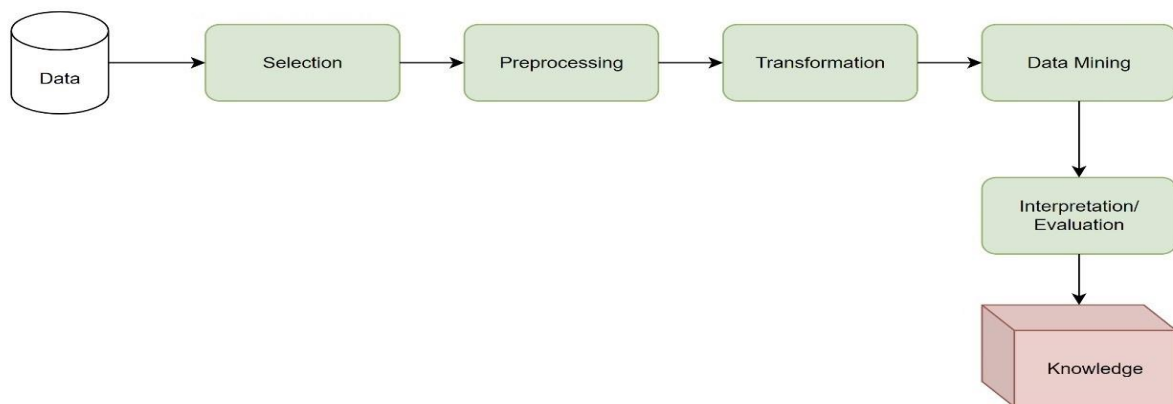 Data
Selection
Preprocessing
Transformation
Data Mining
Interpretation/
Evaluation
Knowledge